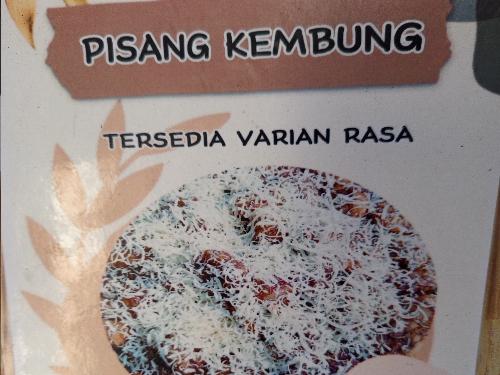 PISANG KEMBUNG
TERSEDIA VARIAN RASA